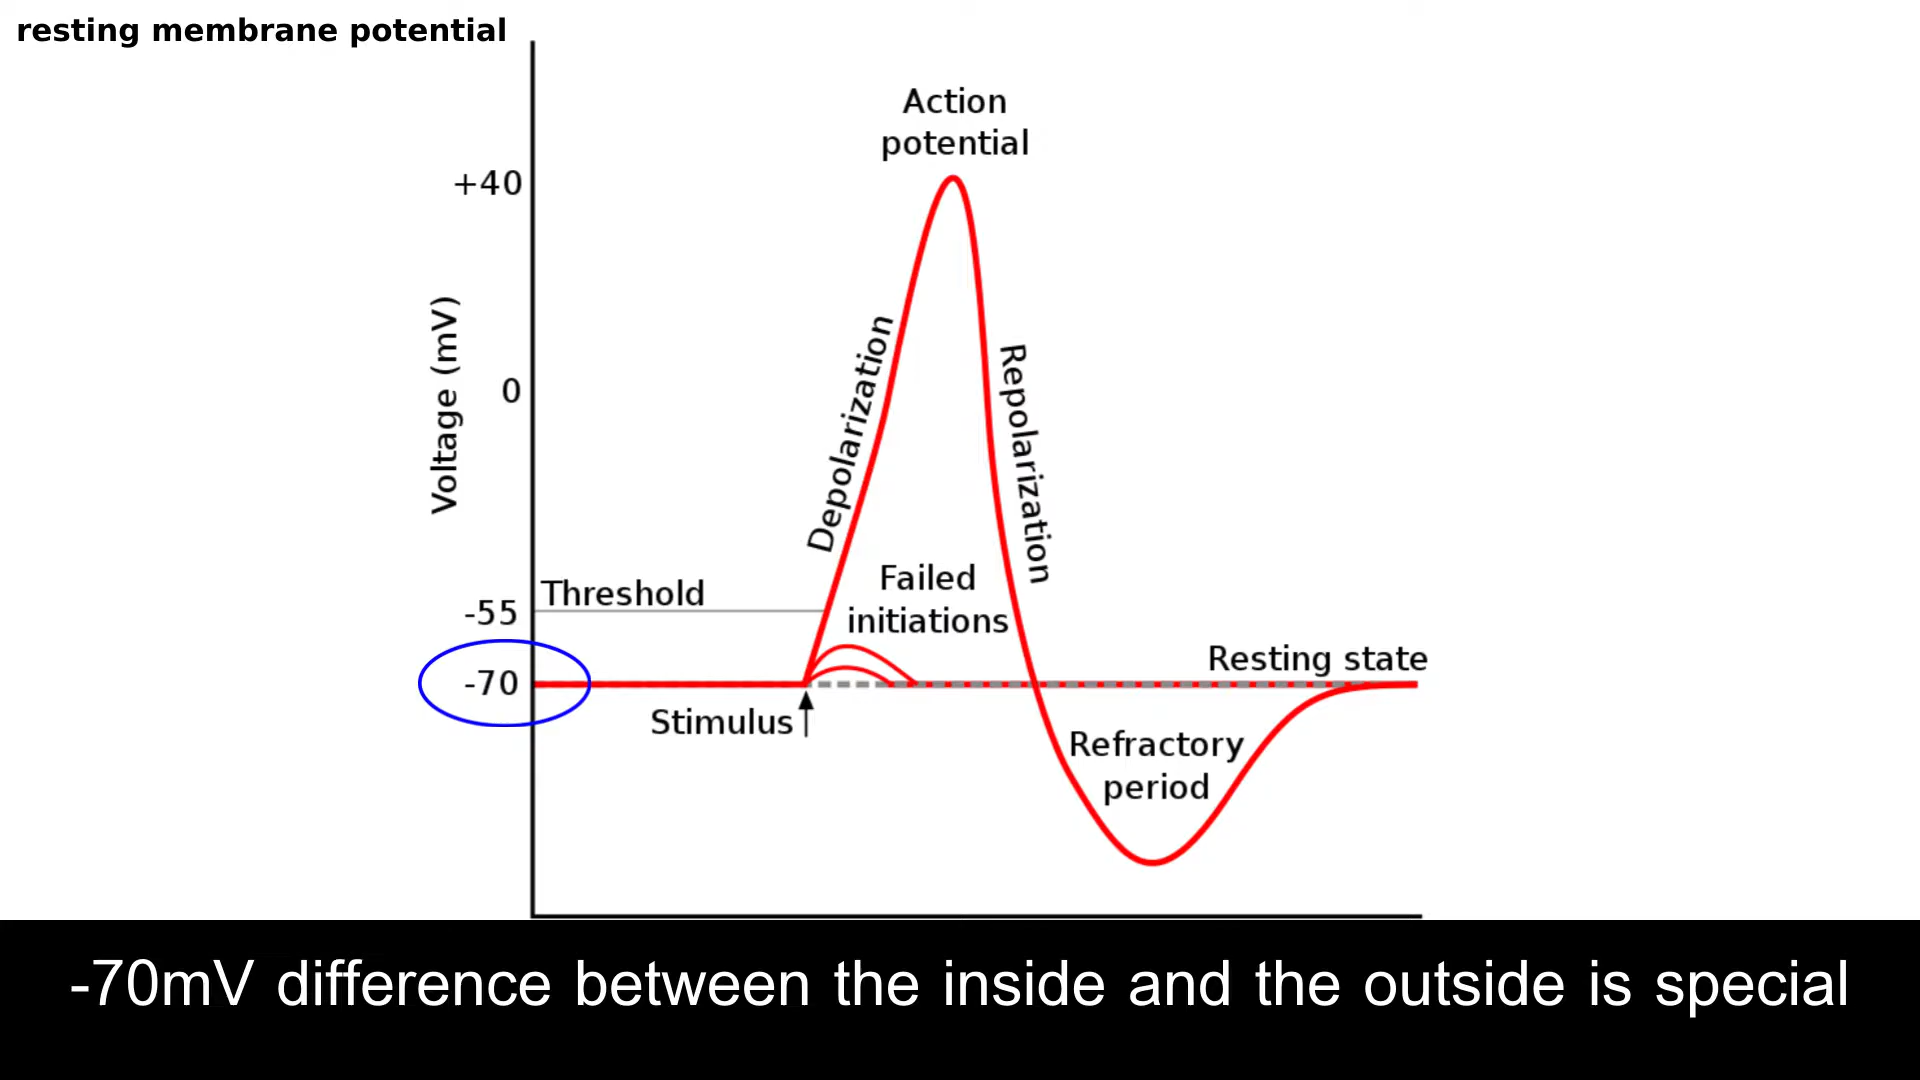 resting membrane potential
Action
potential
+40
Voltage (mV)
0
Depolarization
Repolarization
Failed
initiations
Threshold
-55
Resting state
-70
Stimulus
Refractory
period
-70mV difference between the inside and the outside is special